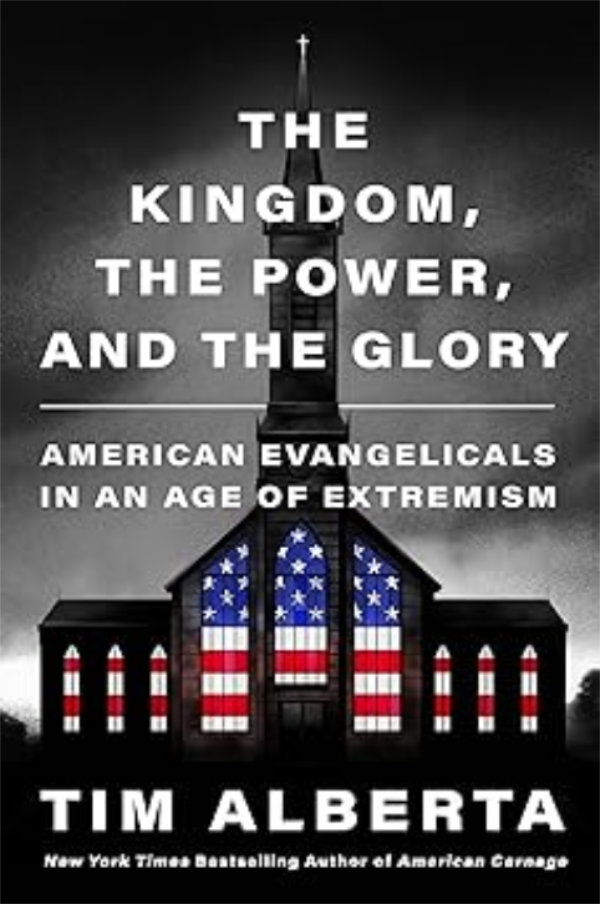 THE
KINGDOM,
THE POWER,
AND THE GLORY
AMERICAN EVANGELICALS
IN AN AGE OF EXTREMISM
TIM ALBERTA
New York Times Bestselling Author of American Carnage